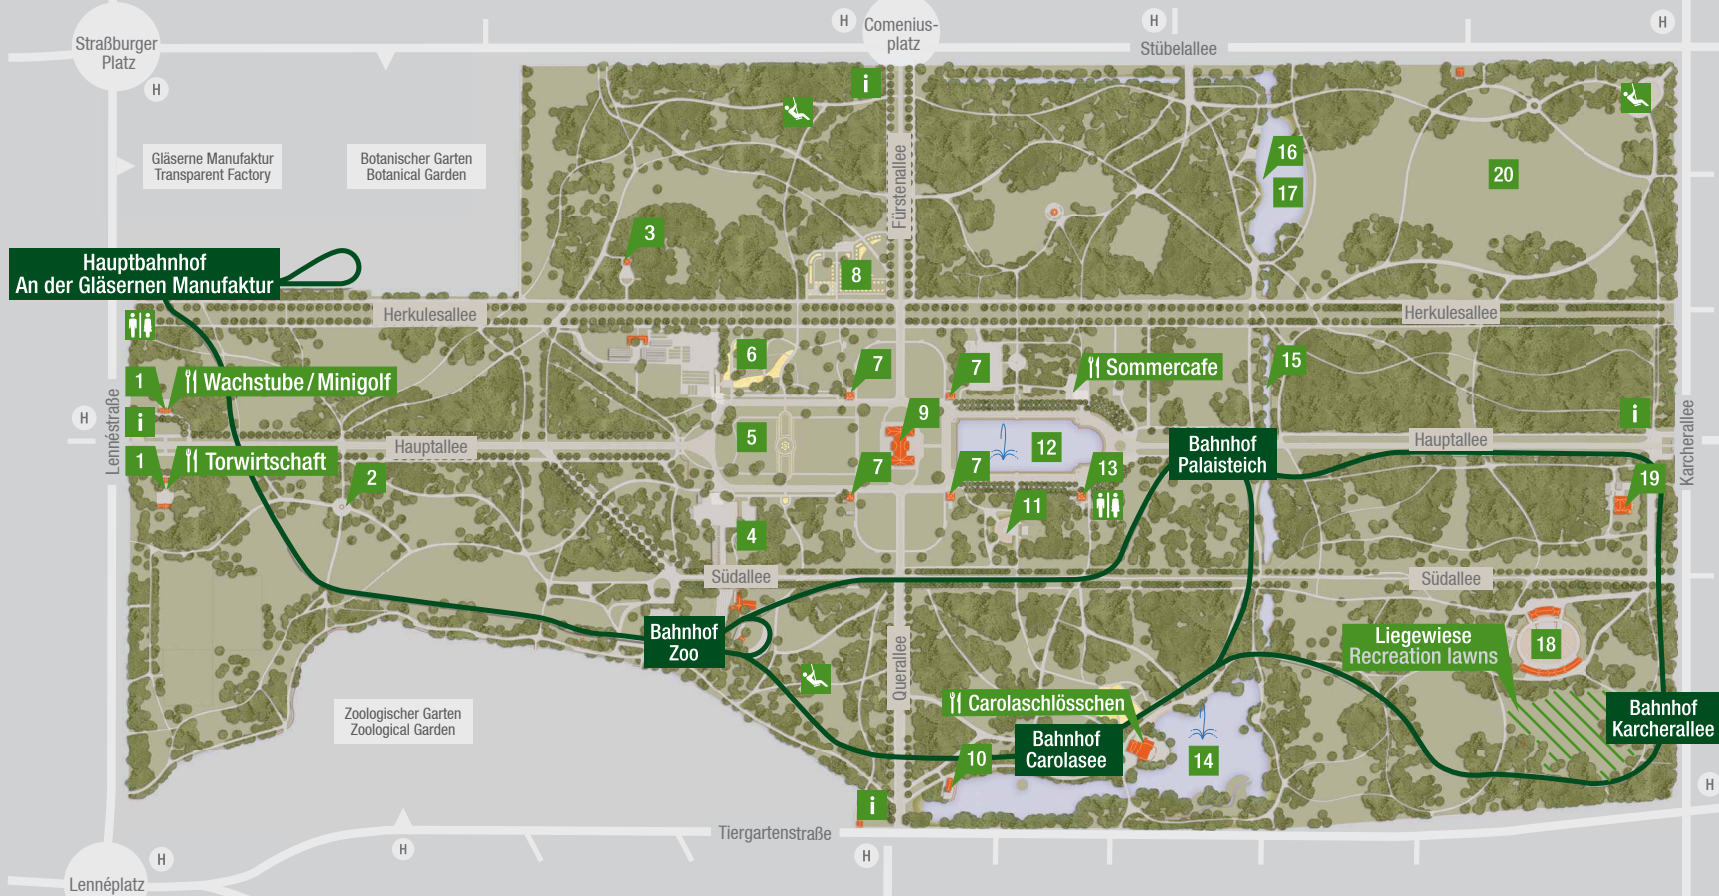 H
Comenius-
platz
H
H
Straßburger
Platz
Stübelallee
H
i
Gläserne Manufaktur
Transparent Factory
Botanischer Garten
Botanical Garden
Fürstenallee
16
17
20
3
8
Hauptbahnhof
An der Gläsernen Manufaktur
Herkulesallee
Herkulesallee
6
7
7
Sommercafe
15
1
Wachstube / Minigolf
i
H
Lennéstraße
9
i
Karcherallee
5
12
Hauptallee
Hauptallee
Bahnhof
Palaisteich
1
Torwirtschaft
2
7
7
13
19
11
4
Südallee
Südallee
Bahnhof
Zoo
Querallee
Liegewiese
Recreation lawns
18
Zoologischer Garten
Zoological Garden
Carolaschlösschen
Bahnhof
Karcherallee
Bahnhof
Carolasee
10
14
H
i
Tiergartenstraße
H
H
H
Lennéplatz